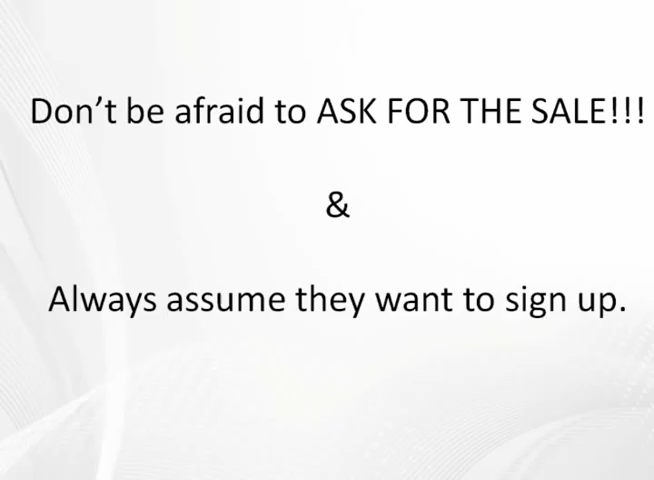 Don’t be afraid to ASK FOR THE SALE!!!
&
Always assume they want to sign up.